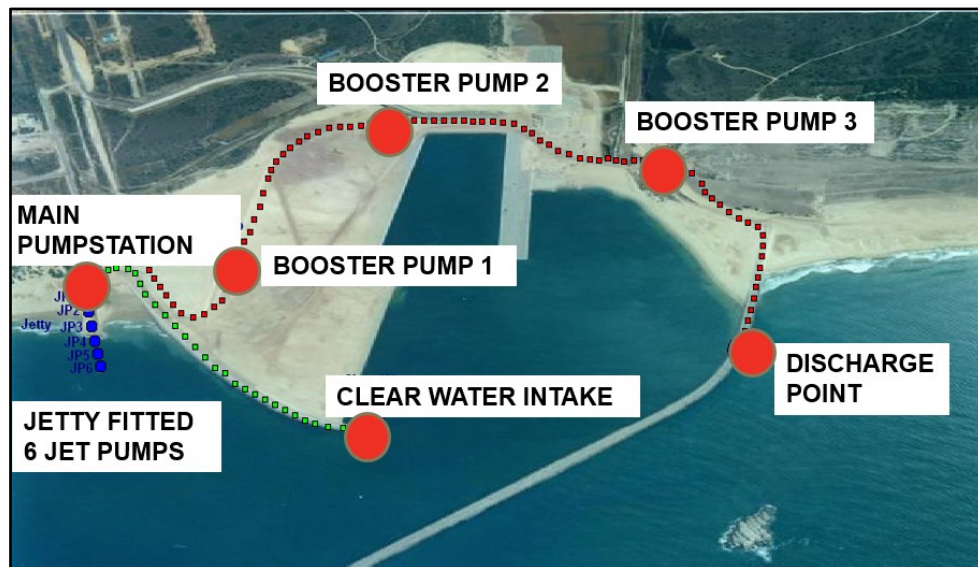 BOOSTER PUMP 2
BOOSTER PUMP 3
MAIN
PUMPSTATION
BOOSTER PUMP 1
JP2
Jetty
JP3
JP4
JP5
JP6
CLEAR WATER INTAKE
DISCHARGE
POINT
JETTY FITTED
6 JET PUMPS